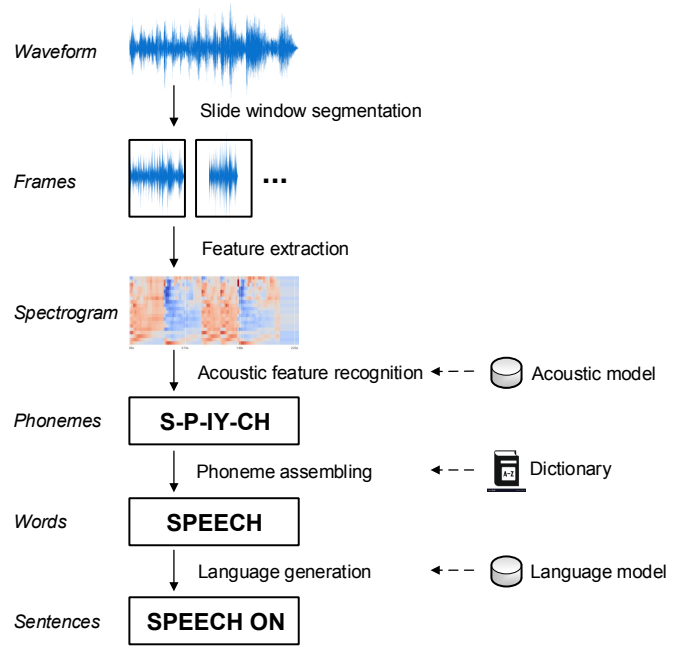 Waveform
Slide window segmentation
Frames
...
Feature extraction
Spectrogram
Acoustic feature recognition
Acoustic model
Phonemes
S-P-IY-CH
Phoneme assembling
A-Z
Dictionary
Words
SPEECH
Language generation
Language model
Sentences
SPEECH ON